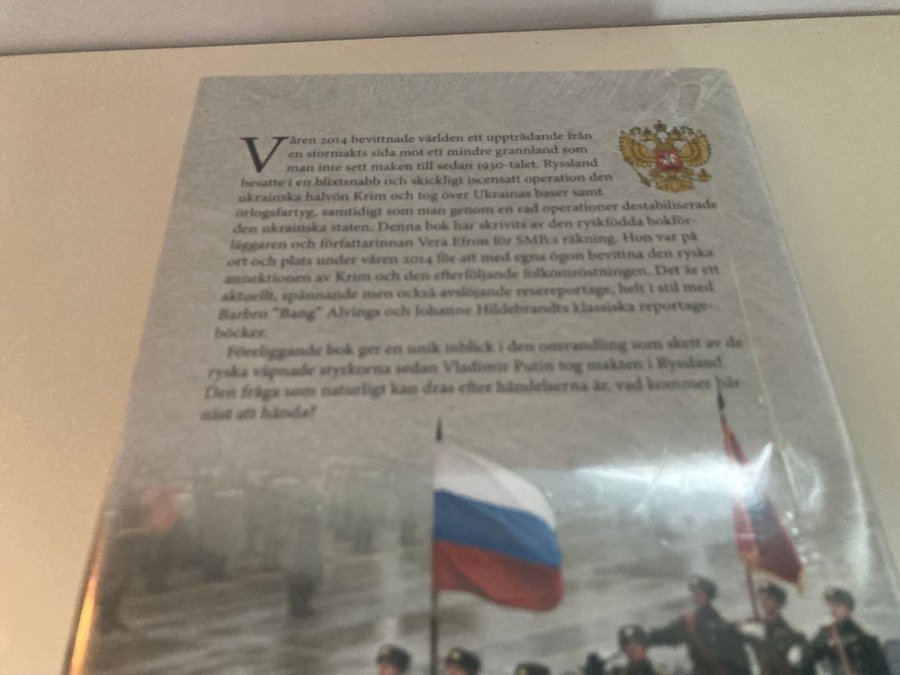 Våren 2014 bevittnade världen ett uppträdande från
en stormakts sida mot ett mindre grannland som
man inte sett maken till sedan 1930-talet. Ryssland
besatte i en blixtsnabb och skickligt iscensatt operation den
ukrainska halvön Krim och tog över Ukrainas baser samt
örlogsfartyg, samtidigt som man genom en rad operationer destabiliserade
den ukrainska staten. Denna bok har skrivits av den ryskfödda bokför-
läggaren och författarinnan Vera Efron för SMB:s räkning. Hon var på
ort och plats under våren 2014 för att med egna ögon bevittna den ryska
annektionen av Krim och den efterföljande folkomröstningen. Det är ett
aktuellt, spännande men också avslöjande resereportage, helt i stil med
Barbro "Bang" Alvings och Johanne Hildebrandts klassiska reportage-
böcker.
Föreliggande bok ger en unik inblick i den omvandling som skett av de
ryska väpnade styrkorna sedan Vladimir Putin tog makten i Ryssland.
Den fråga som naturligt kan dras efter händelserna är, vad kommer här-
näst att hända?